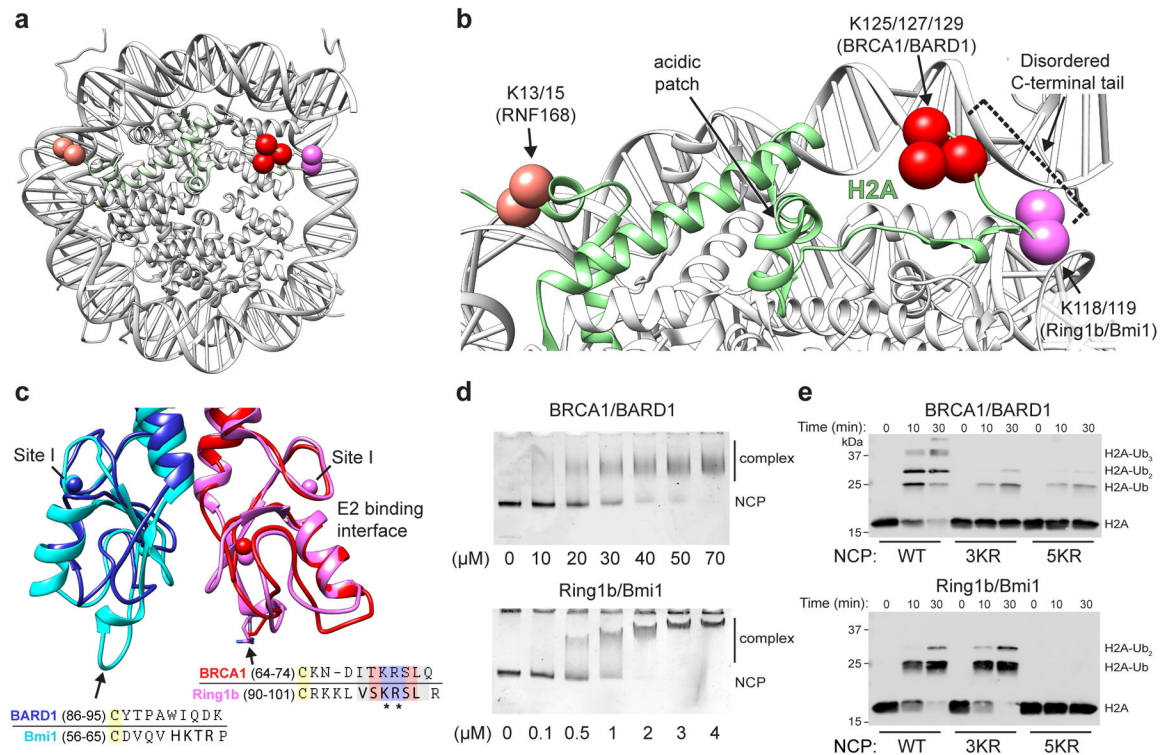 a
b
K13/15
(RNF168)
acidic
patch
K125/127/129
(BRCA1/BARD1)
Disordered
C-terminal tail
H2A
K118/119
(Ring1b/Bmi1)
c
Site I
Site I
E2 binding
interface
BRCA1 (64-74) CKN-DITKRSLQ
Ring1b (90-101) CRKKLVSKRSLR
* *
BARD1 (86-95) CYTPAWIQDK
Bmi1 (56-65) CDVQVHKTRP
d
BRCA1/BARD1
complex
NCP
(µM) 0 10 20 30 40 50 70
Ring1b/Bmi1
complex
NCP
(µM) 0 0.1 0.5 1 2 3 4
e
BRCA1/BARD1
Time (min): 0 10 30 0 10 30 0 10 30
kDa
37
25
15
H2A-Ub3
H2A-Ub2
H2A-Ub
H2A
NCP: WT 3KR 5KR
Ring1b/Bmi1
Time (min): 0 10 30 0 10 30 0 10 30
37
25
15
H2A-Ub2
H2A-Ub
H2A
NCP: WT 3KR 5KR